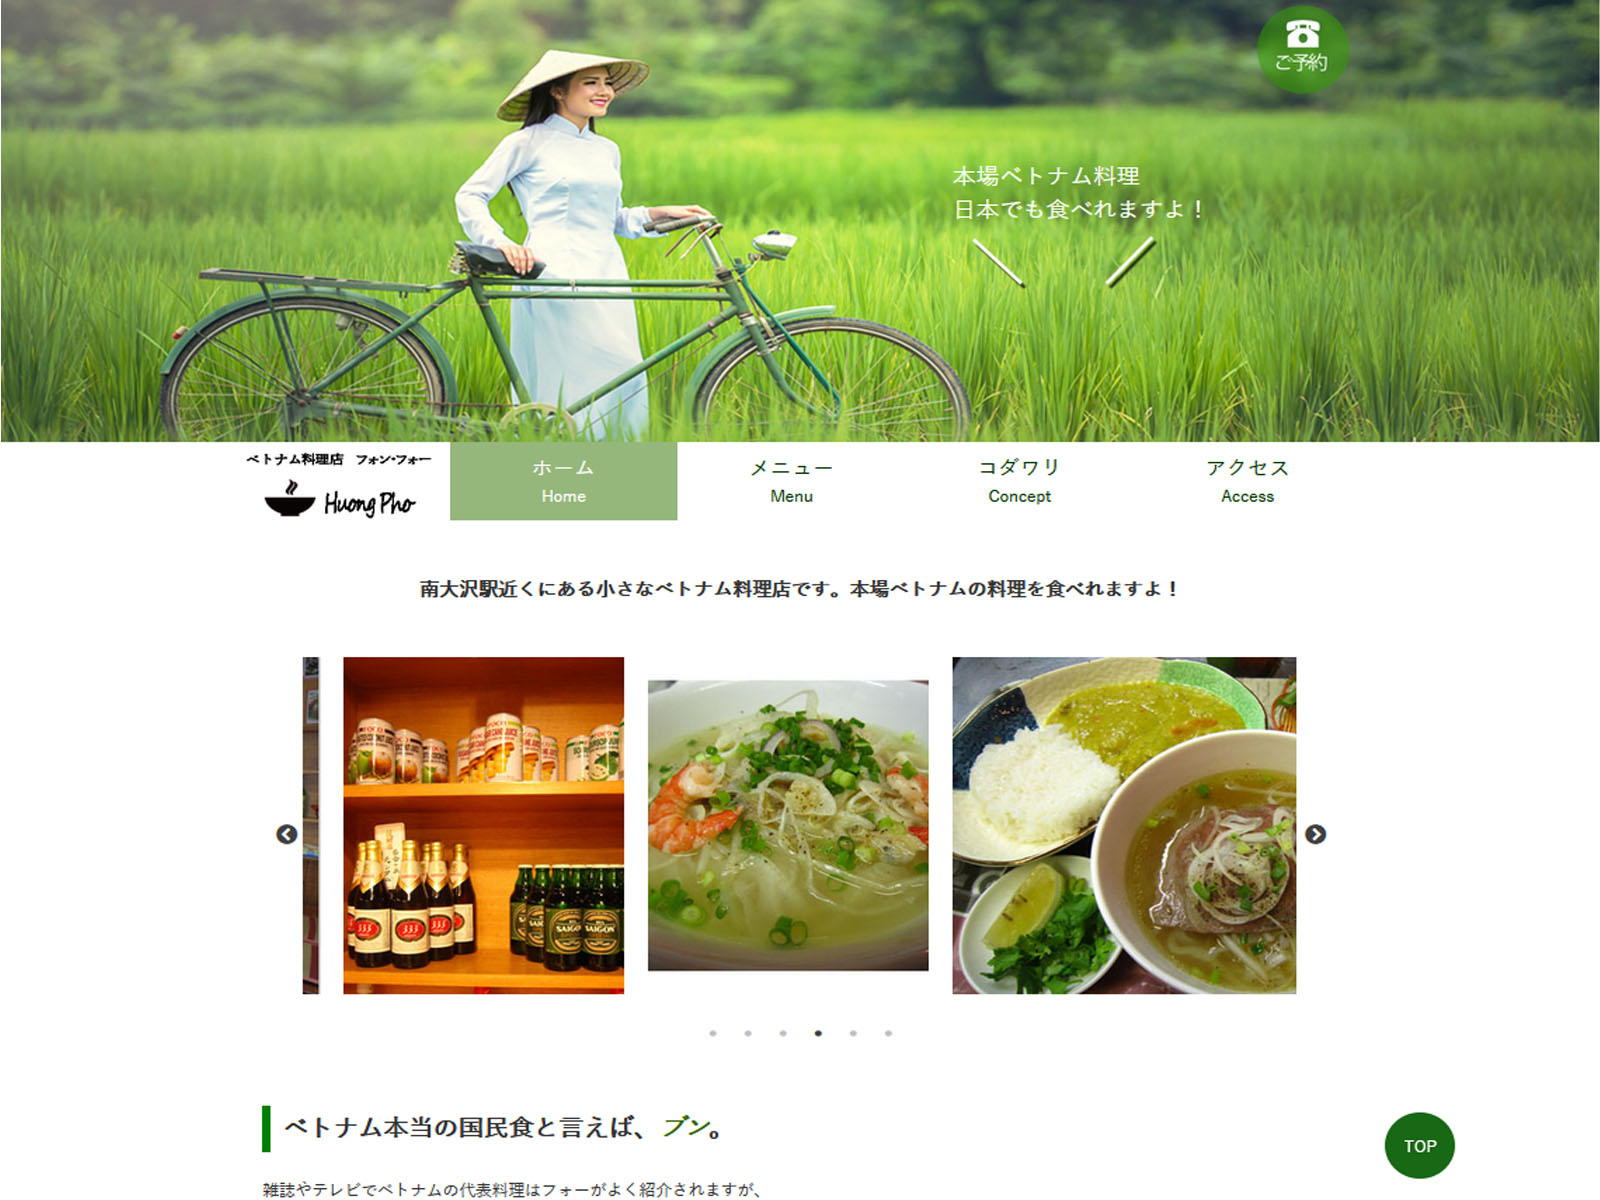 ご予約
本場ベトナム料理
日本でも食べれますよ！
ベトナム料理店 フォン・フォー
Huong Pho
ホーム
Home
メニュー
Menu
コダワリ
Concept
アクセス
Access
南大沢駅近くにある小さなベトナム料理店です。本場ベトナムの料理を食べれますよ！
333
SAIGON
SAIGON
ベトナム本当の国民食と言えば、ブン。
TOP
雑誌やテレビでベトナムの代表料理はフォーがよく紹介されますが、